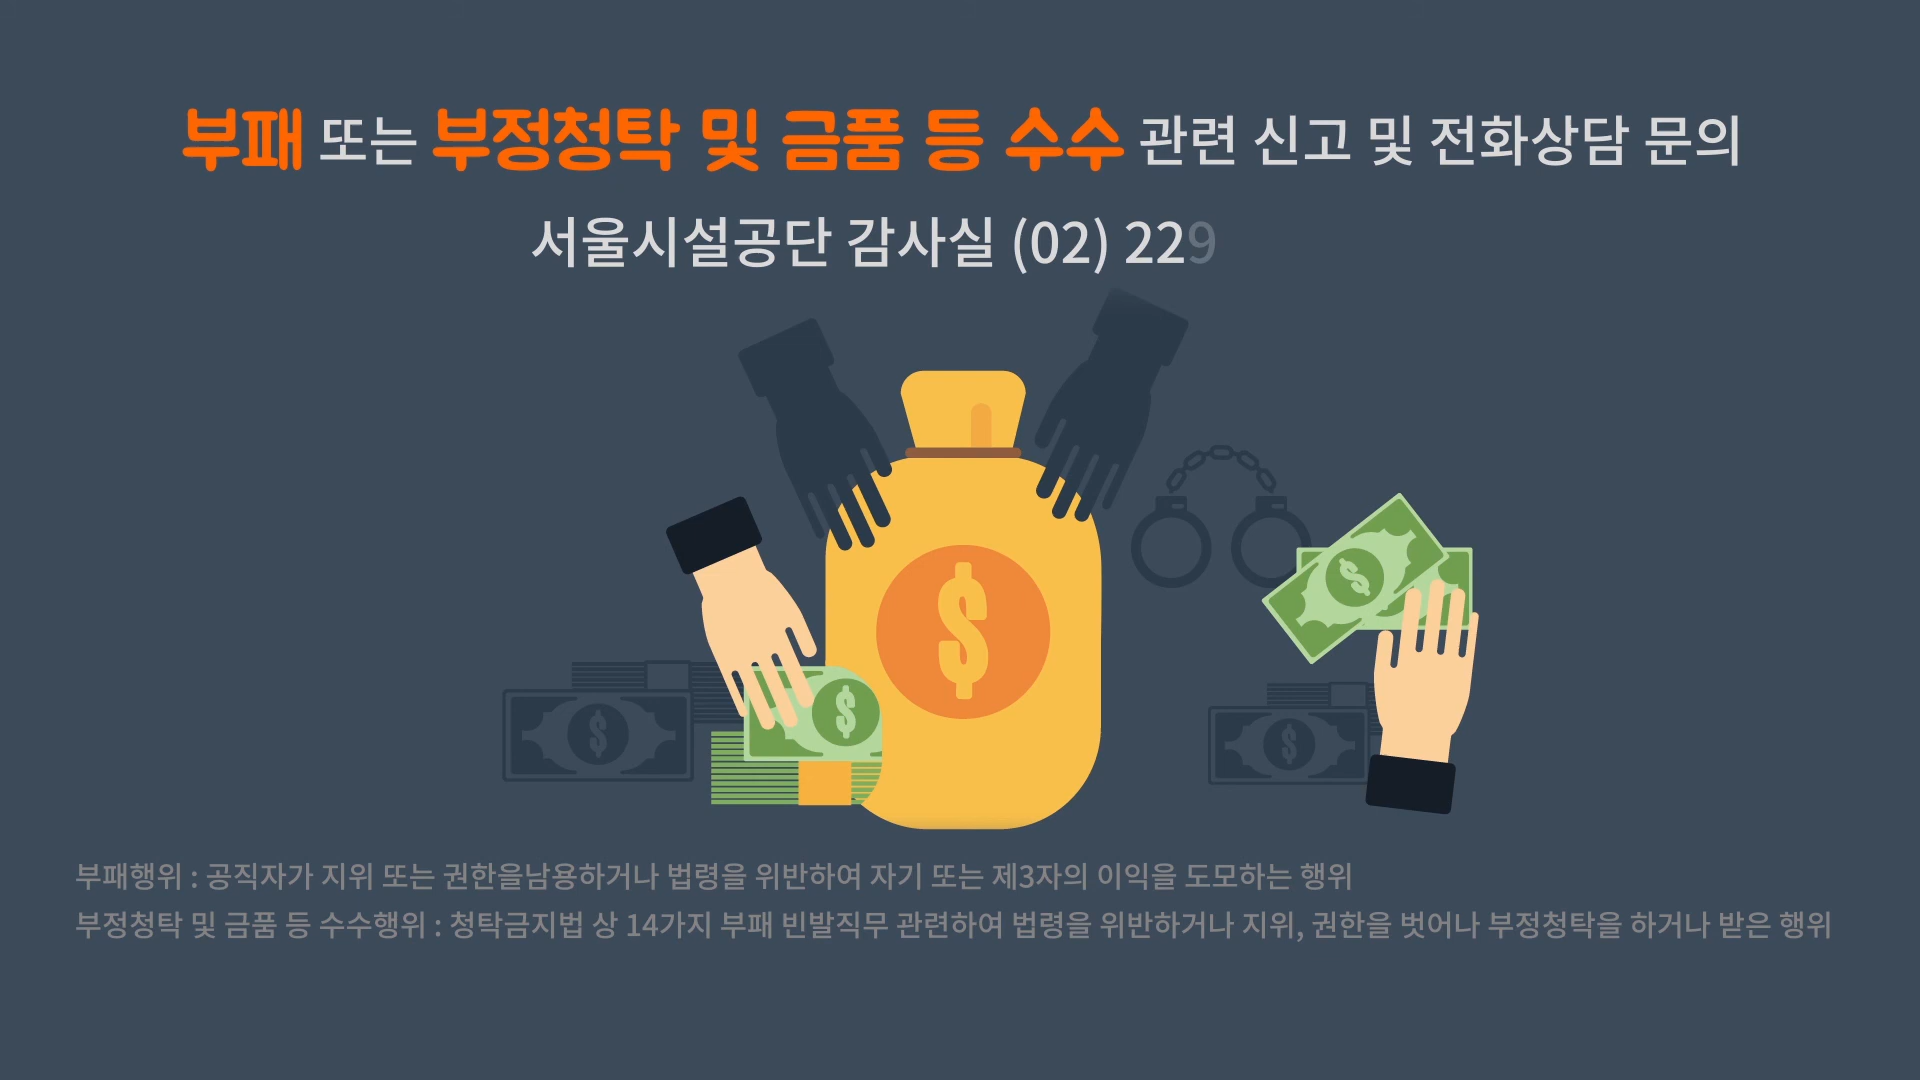 부패 또는 부정청탁 및 금품 등 수수 관련 신고 및 전화상담 문의
서울시설공단 감사실 (02) 229
부패행위 : 공직자가 지위 또는 권한을남용하거나 법령을 위반하여 자기 또는 제3자의 이익을 도모하는 행위
부정청탁 및 금품 등 수수행위 : 청탁금지법 상 14가지 부패 빈발직무 관련하여 법령을 위반하거나 지위, 권한을 벗어나 부정청탁을 하거나 받은 행위